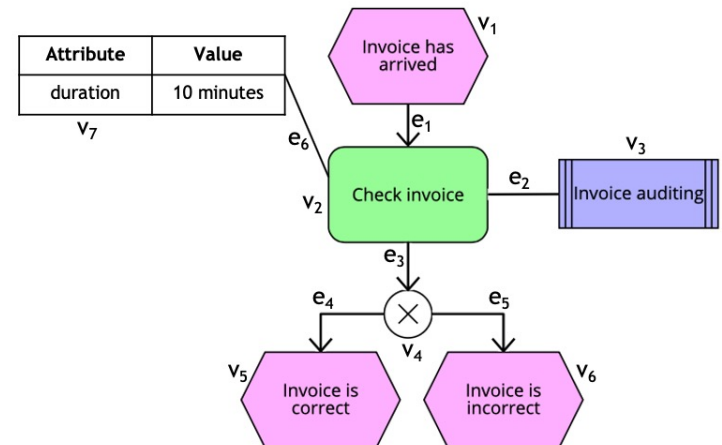 v1
Invoice has
arrived
Attribute Value
duration 10 minutes
v7
e1
e6
v3
v2
Check invoice
e2
Invoice auditing
e3
e4
e5
v4
v5
Invoice is
correct
Invoice is
incorrect
v6